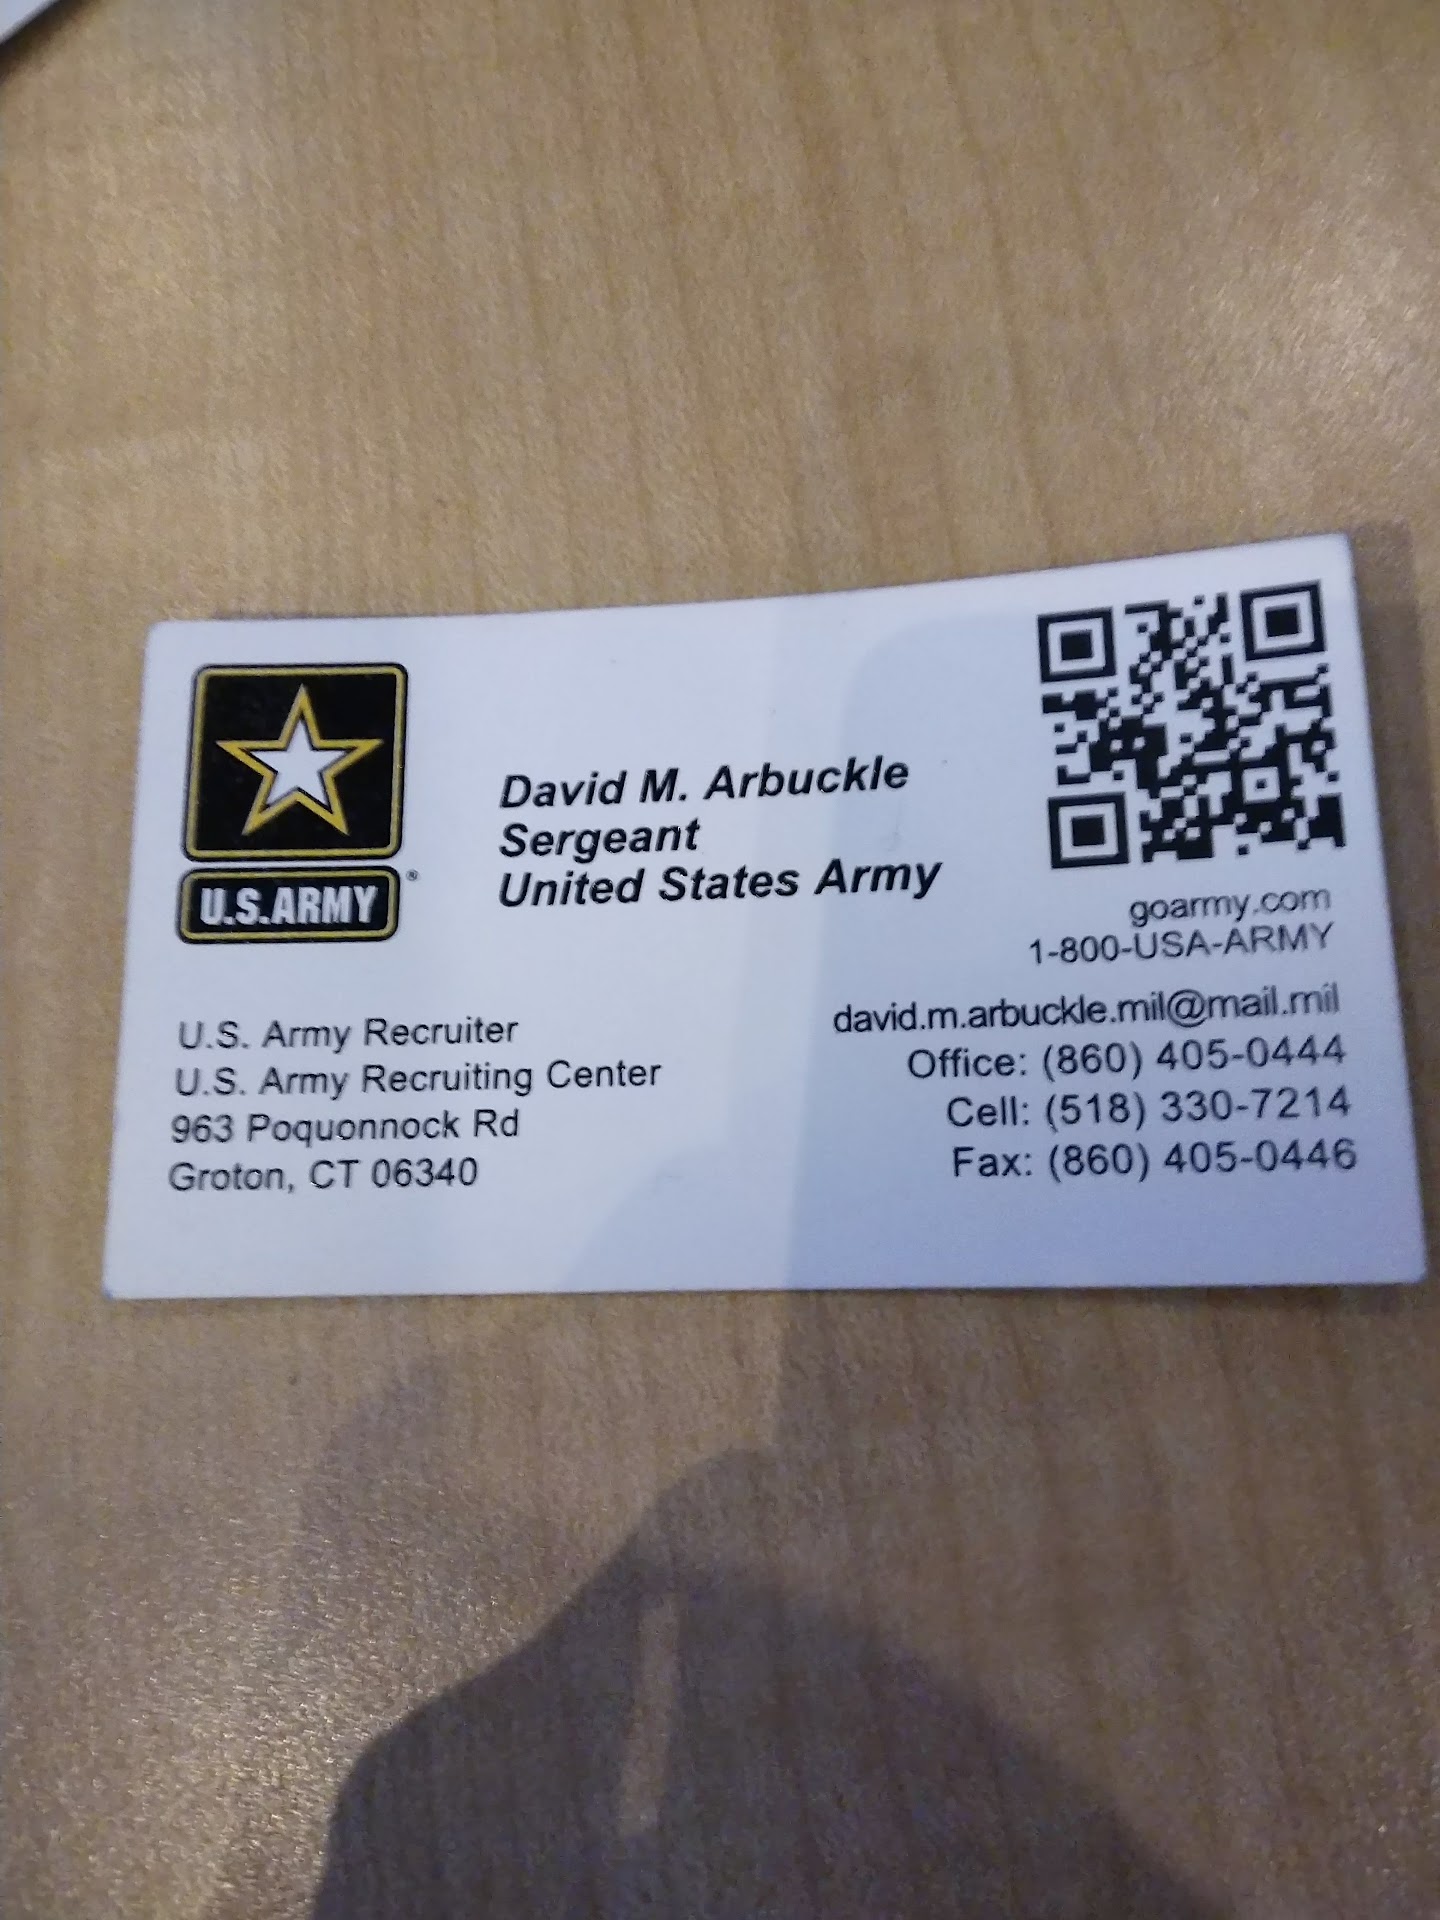 U.S.ARMY®
David M. Arbuckle
Sergeant
United States Army
goarmy.com
1-800-USA-ARMY
U.S. Army Recruiter
U.S. Army Recruiting Center
963 Poquonnock Rd
Groton, CT 06340
david.m.arbuckle.mil@mail.mil
Office: (860) 405-0444
Cell: (518) 330-7214
Fax: (860) 405-0446